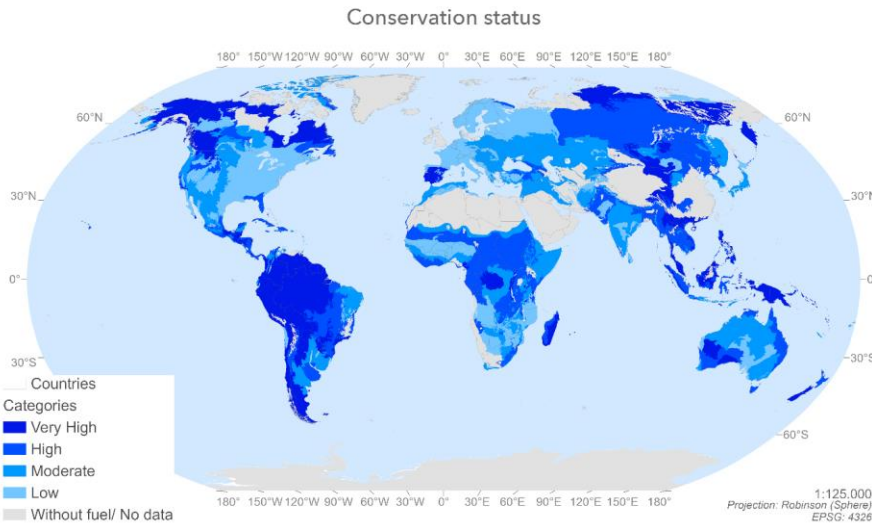 Conservation status
180° 150°W 120°W 90°W 60°W 30°W 0° 30°E 60°E 90°E 120°E 150°E 180°
60°N 60°N
30°N 30°N
0° 0°
30°S 30°S
60°S
Countries
Categories
Very High
High
Moderate
Low
Without fuel/ No data
180° 150°W 120°W 90°W 60°W 30°W 0° 30°E 60°E 90°E 120°E 150°E 180°
1:125.000
Projection: Robinson (Sphere)
EPSG: 4326